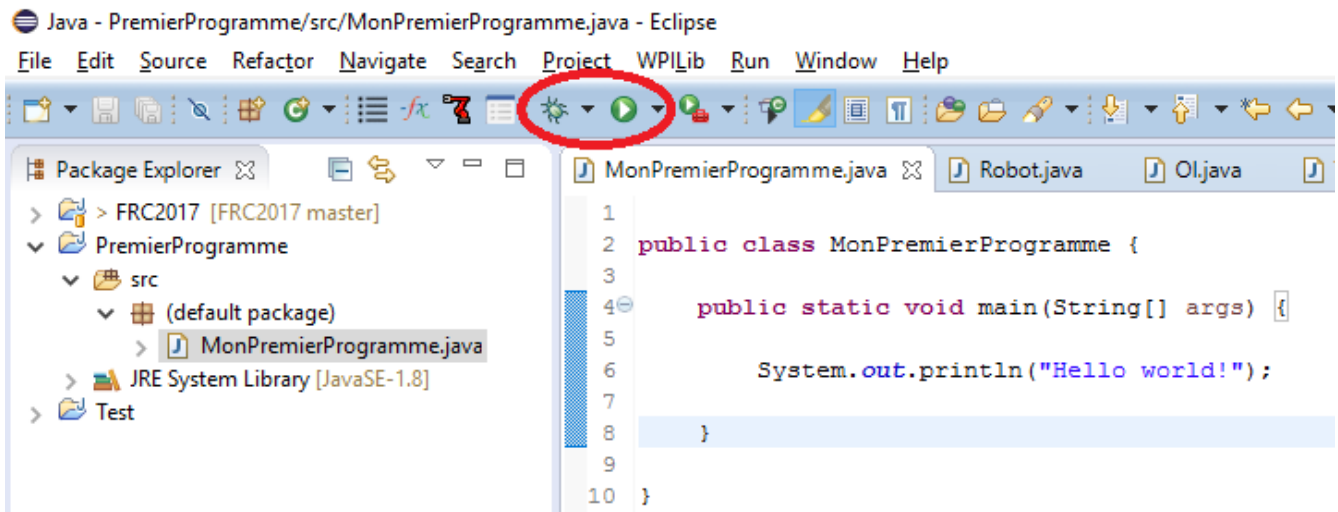 Java - PremierProgramme/src/MonPremierProgramme.java - Eclipse
File Edit Source Refactor Navigate Search Project WPILib Run Window Help
Package Explorer
> FRC2017 [FRC2017 master]
PremierProgramme
src
(default package)
MonPremierProgramme.java
JRE System Library [JavaSE-1.8]
Test
MonPremierProgramme.java Robot.java OI.java
1
2 public class MonPremierProgramme {
3
4 public static void main(String[] args) {
5
6 System.out.println("Hello world!");
7
8 }
9
10 }